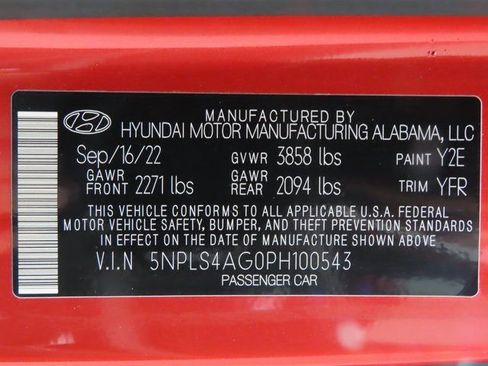 MANUFACTURED BY
HYUNDAI MOTOR MANUFACTURING ALABAMA, LLC
Sep/16/22 GVWR 3858 lbs PAINT Y2E
GAWR FRONT 2271 lbs GAWR REAR 2094 lbs TRIM YFR
THIS VEHICLE CONFORMS TO ALL APPLICABLE U.S.A. FEDERAL
MOTOR VEHICLE SAFETY, BUMPER, AND THEFT PREVENTION STANDARDS
IN EFFECT ON THE DATE OF MANUFACTURE SHOWN ABOVE
V.I.N 5NPLS4AG0PH100543
PASSENGER CAR